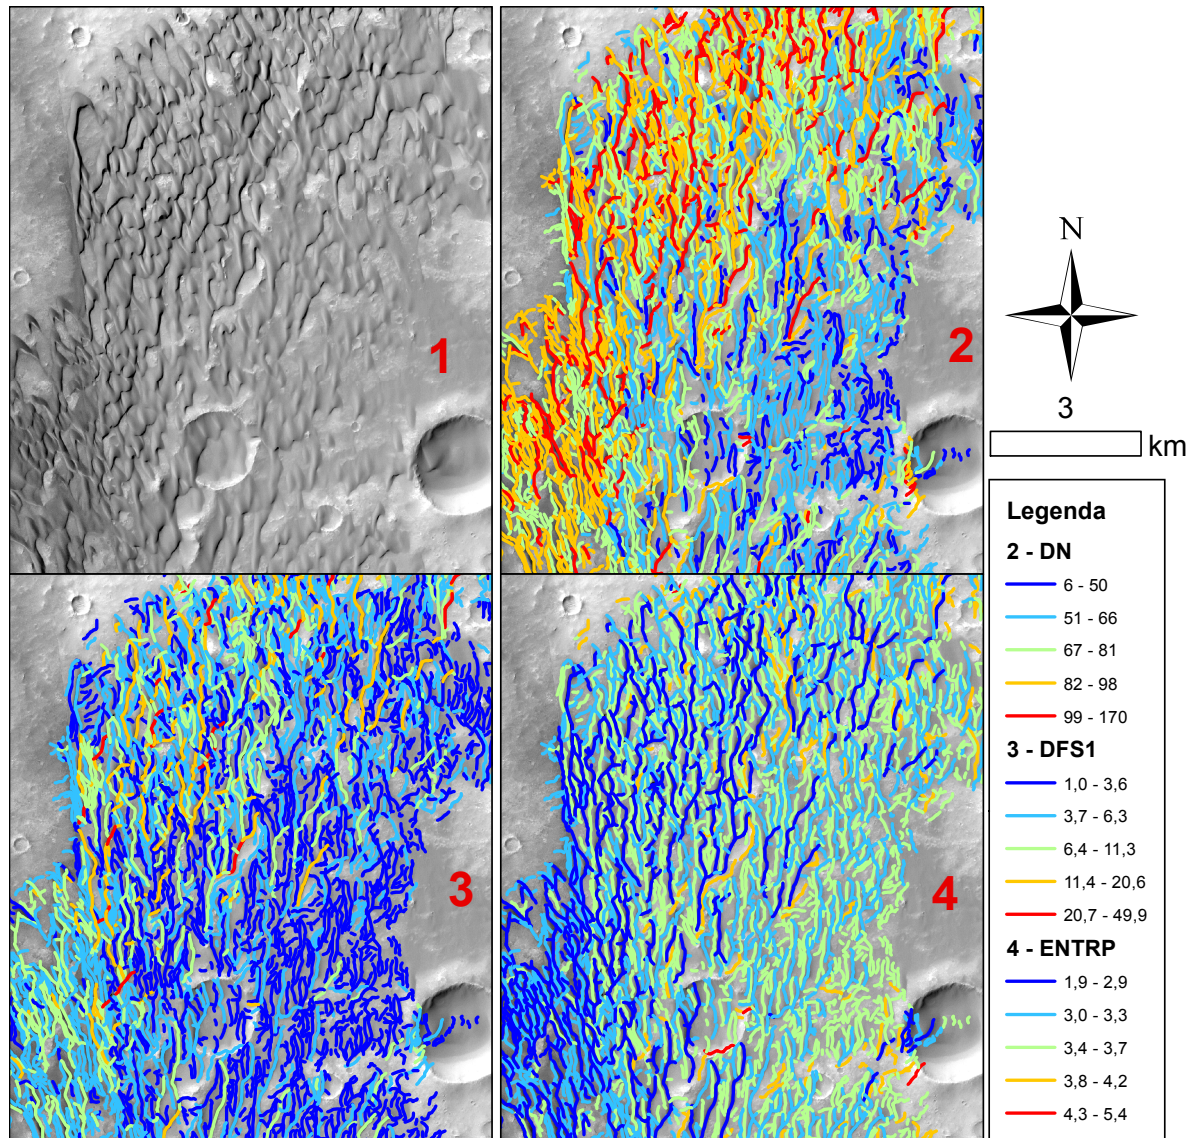 1
2
N
3
km
Legenda
2 - DN
6 - 50
51 - 66
67 - 81
82 - 98
99 - 170
3 - DFS1
1,0 - 3,6
3,7 - 6,3
6,4 - 11,3
11,4 - 20,6
20,7 - 49,9
4 - ENTRP
1,9 - 2,9
3,0 - 3,3
3,4 - 3,7
3,8 - 4,2
4,3 - 5,4
3
4